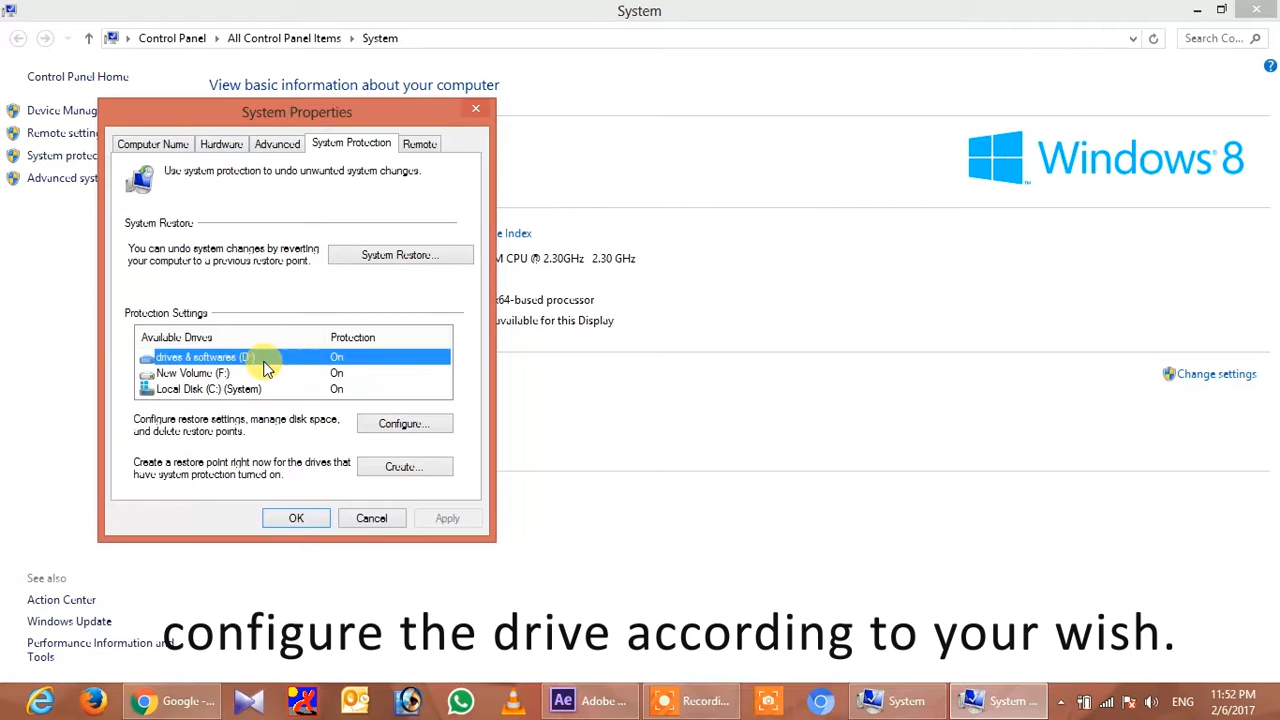 System
Control Panel
All Control Panel Items
System
Search Co...
Control Panel Home
View basic information about your computer
Device Manag
Remote setting
System protec
Advanced syst
System Properties
Computer Name
Hardware
Advanced
System Protection
Remote
Use system protection to undo unwanted system changes.
System Restore
You can undo system changes by reverting
your computer to a previous restore point.
System Restore...
Protection Settings
Available Drives
Protection
drives & softwares (D:)
On
New Volume (F:)
On
Local Disk (C:) (System)
On
Configure restore settings, manage disk space,
and delete restore points.
Configure...
Create a restore point right now for the drives that
have system protection turned on.
Create...
OK
Cancel
Apply
Windows 8
e Index
M CPU @ 2.30GHz 2.30 GHz
x64-based processor
vailable for this Display
Change settings
See also
Action Center
Windows Update
Performance Information and
Tools
configure the drive according to your wish.
Google -...
Adobe ...
Recordi...
System
System ...
ENG
11:52 PM
2/6/2017